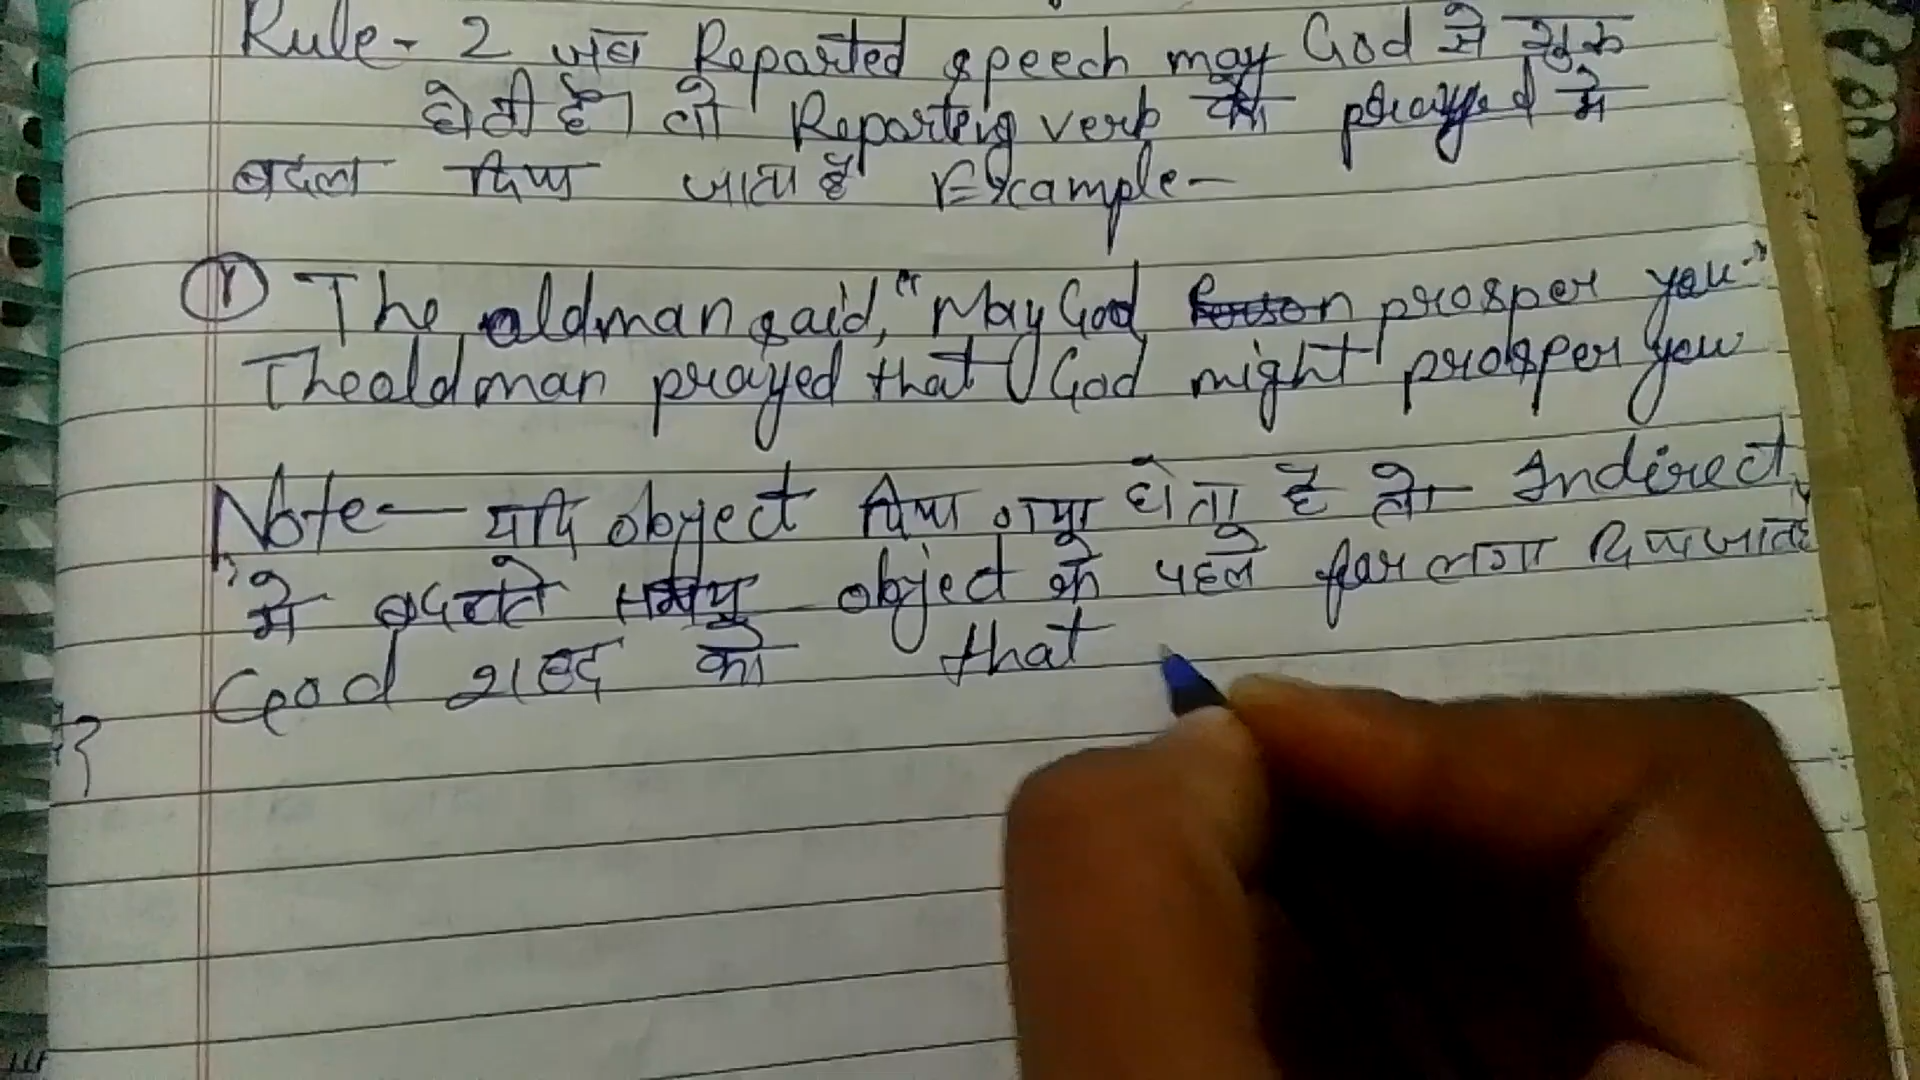 Rule- 2 जब Reported speech may God से शुरू
होती है। तो Reporting verb को prayed मे
बदल दिया जाता है Example-
① The oldman said, "May God prosper you"
The oldman prayed that God might prosper you
Note- यदि object दिया गया होता है तो Indirect
मे बदलते समय object के पहले for लगा दिया जाता है
God शब्द को that